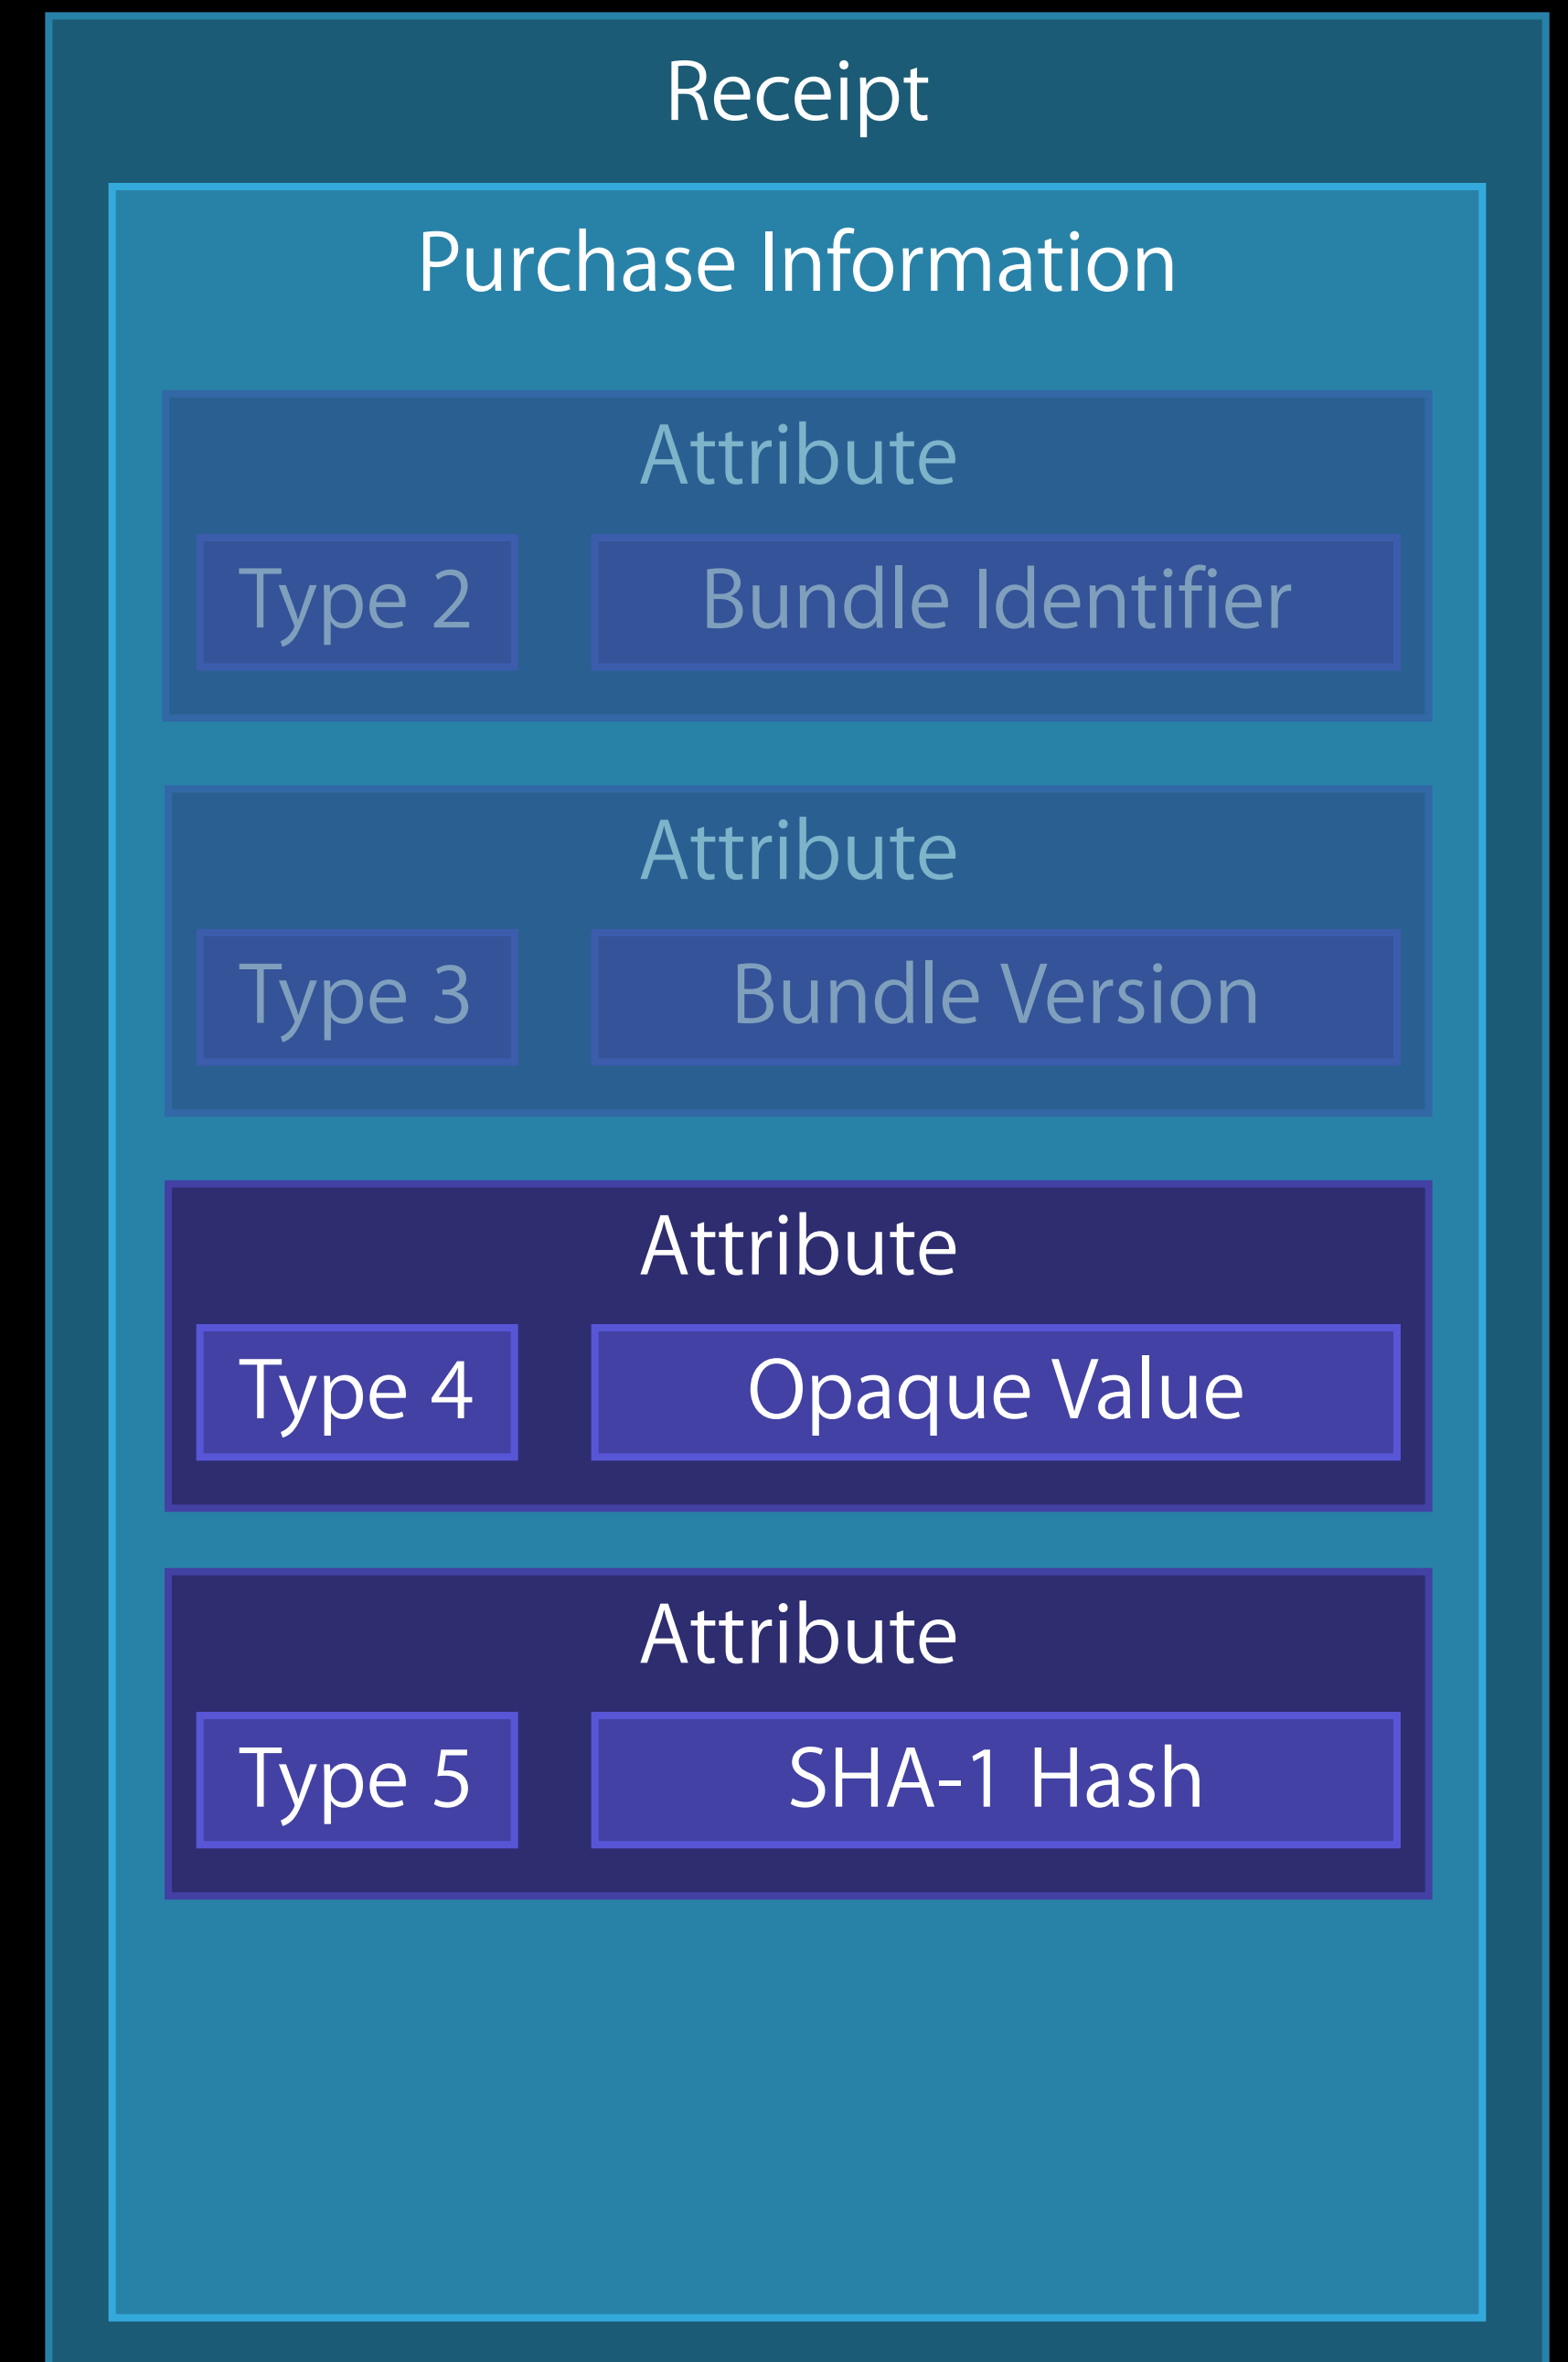 Receipt
Purchase Information
Attribute
Type 2 Bundle Identifier
Attribute
Type 3 Bundle Version
Attribute
Type 4 Opaque Value
Attribute
Type 5 SHA-1 Hash